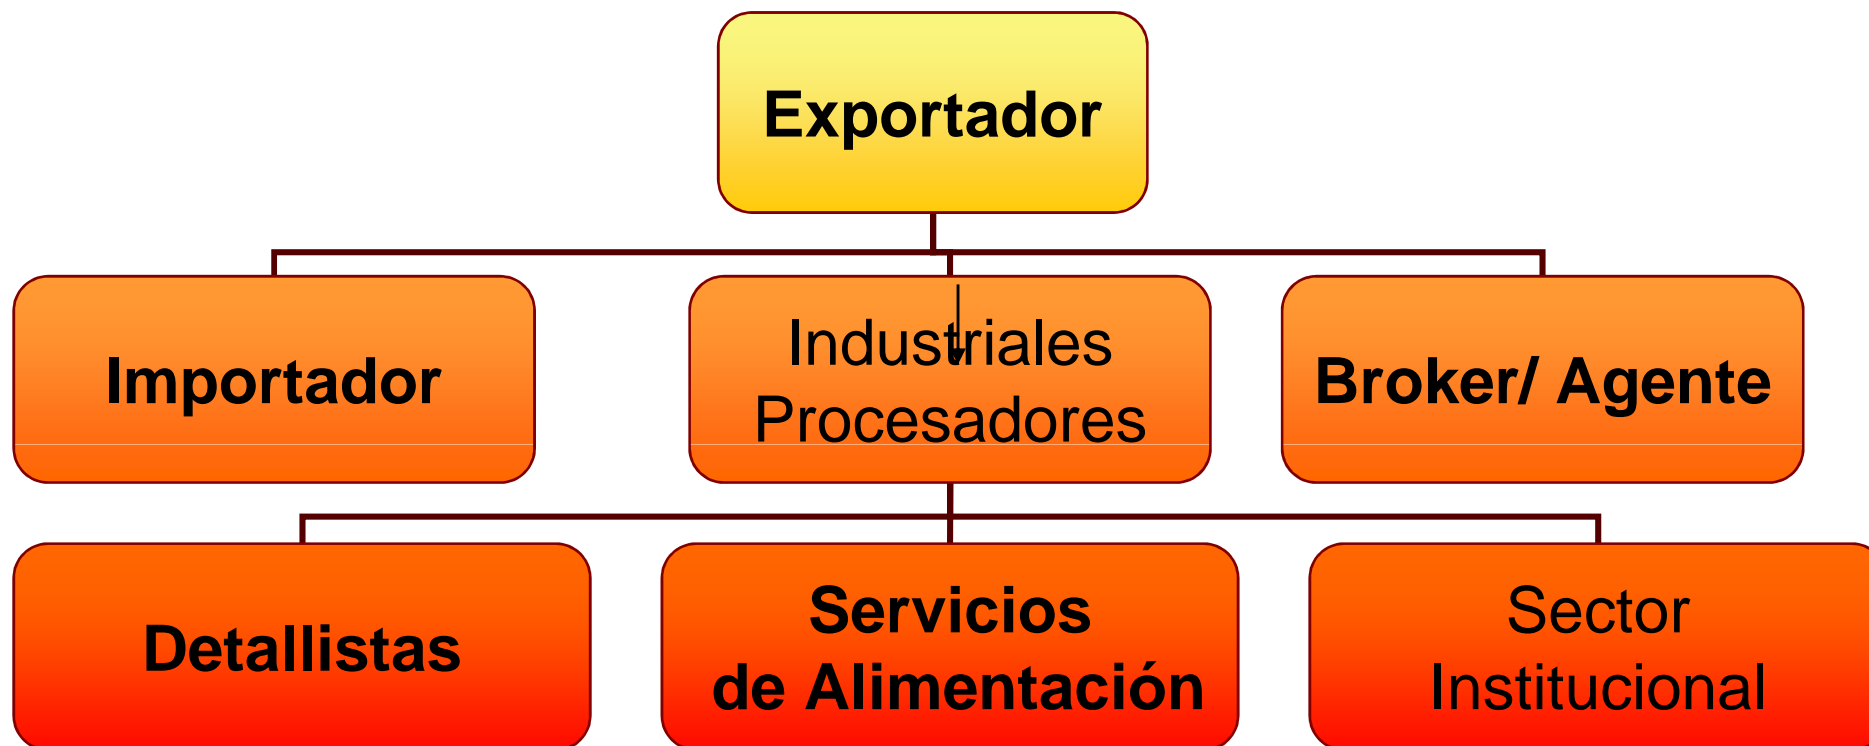 Exportador
Importador
Industriales
Procesadores
Broker/ Agente
Detallistas
Servicios
de Alimentación
Sector
Institucional